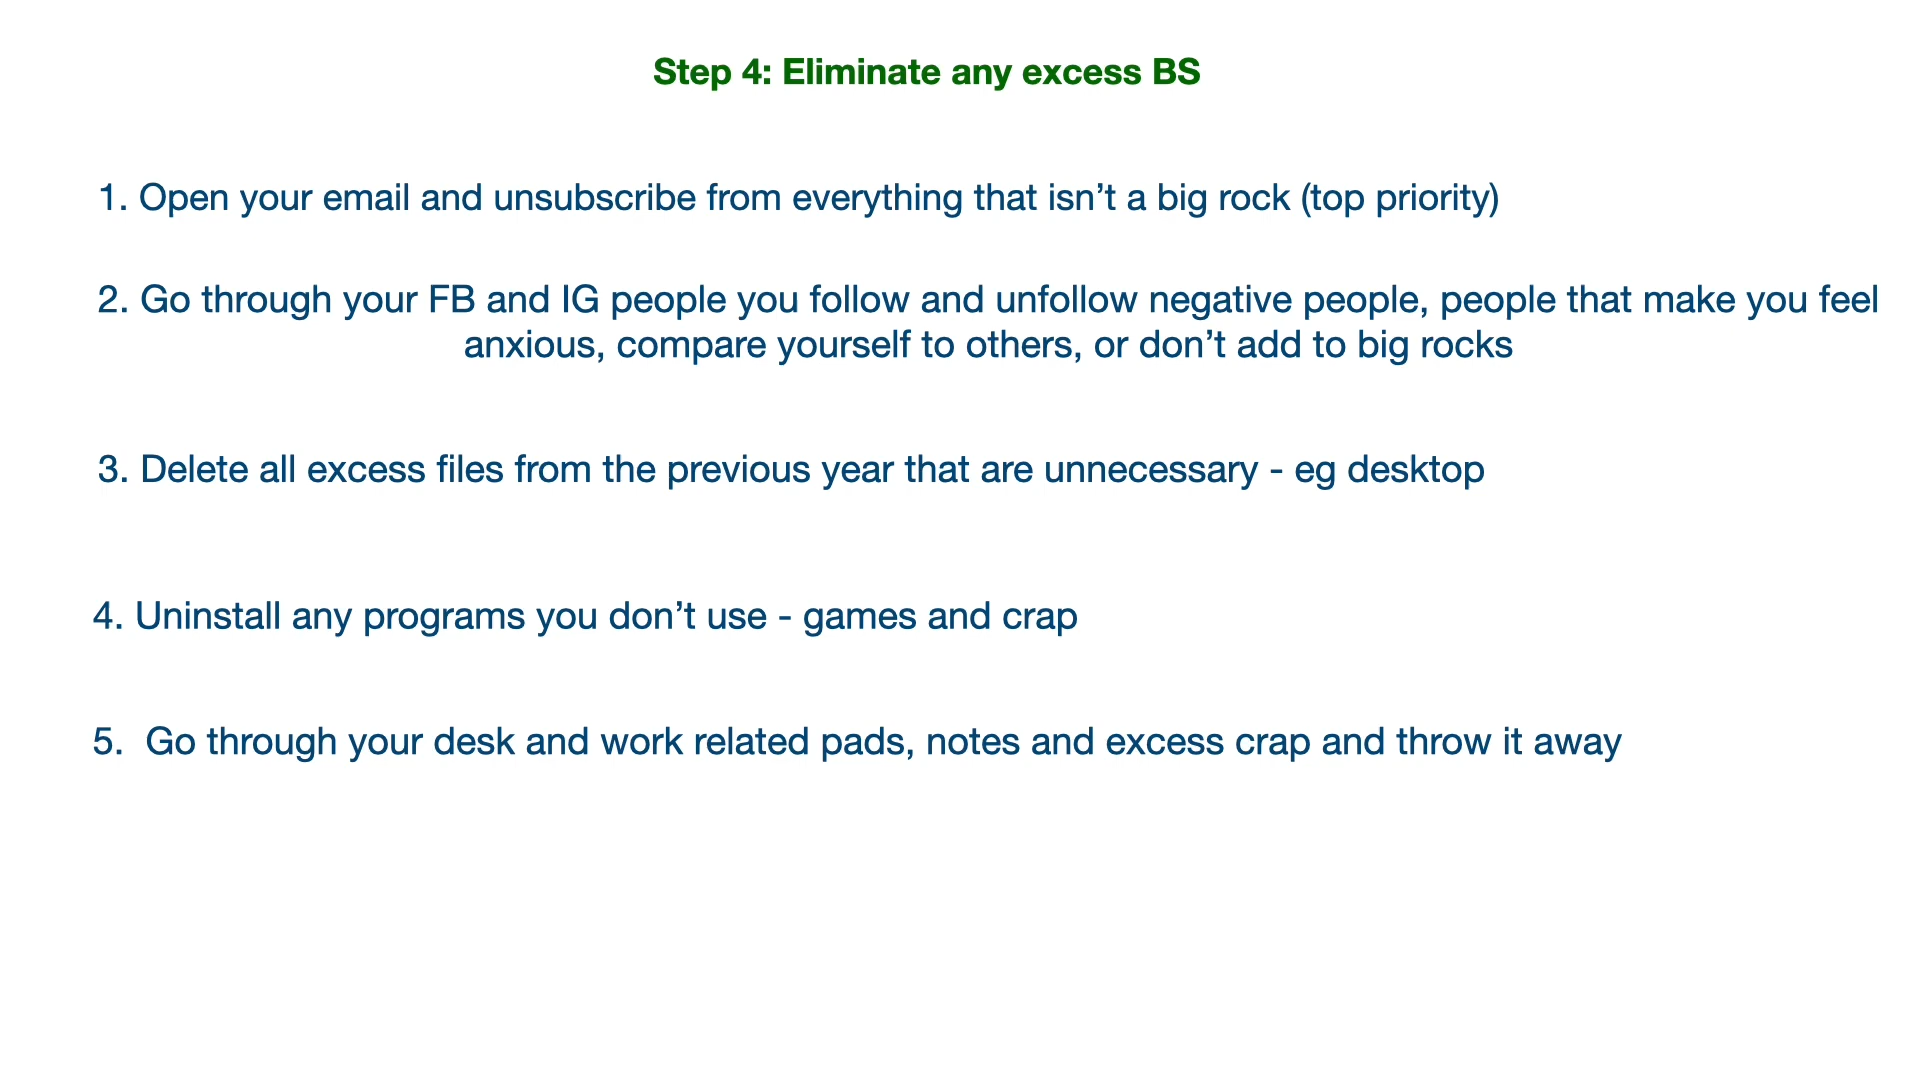 Step 4: Eliminate any excess BS
1. Open your email and unsubscribe from everything that isn’t a big rock (top priority)
2. Go through your FB and IG people you follow and unfollow negative people, people that make you feel
anxious, compare yourself to others, or don’t add to big rocks
3. Delete all excess files from the previous year that are unnecessary - eg desktop
4. Uninstall any programs you don’t use - games and crap
5.  Go through your desk and work related pads, notes and excess crap and throw it away